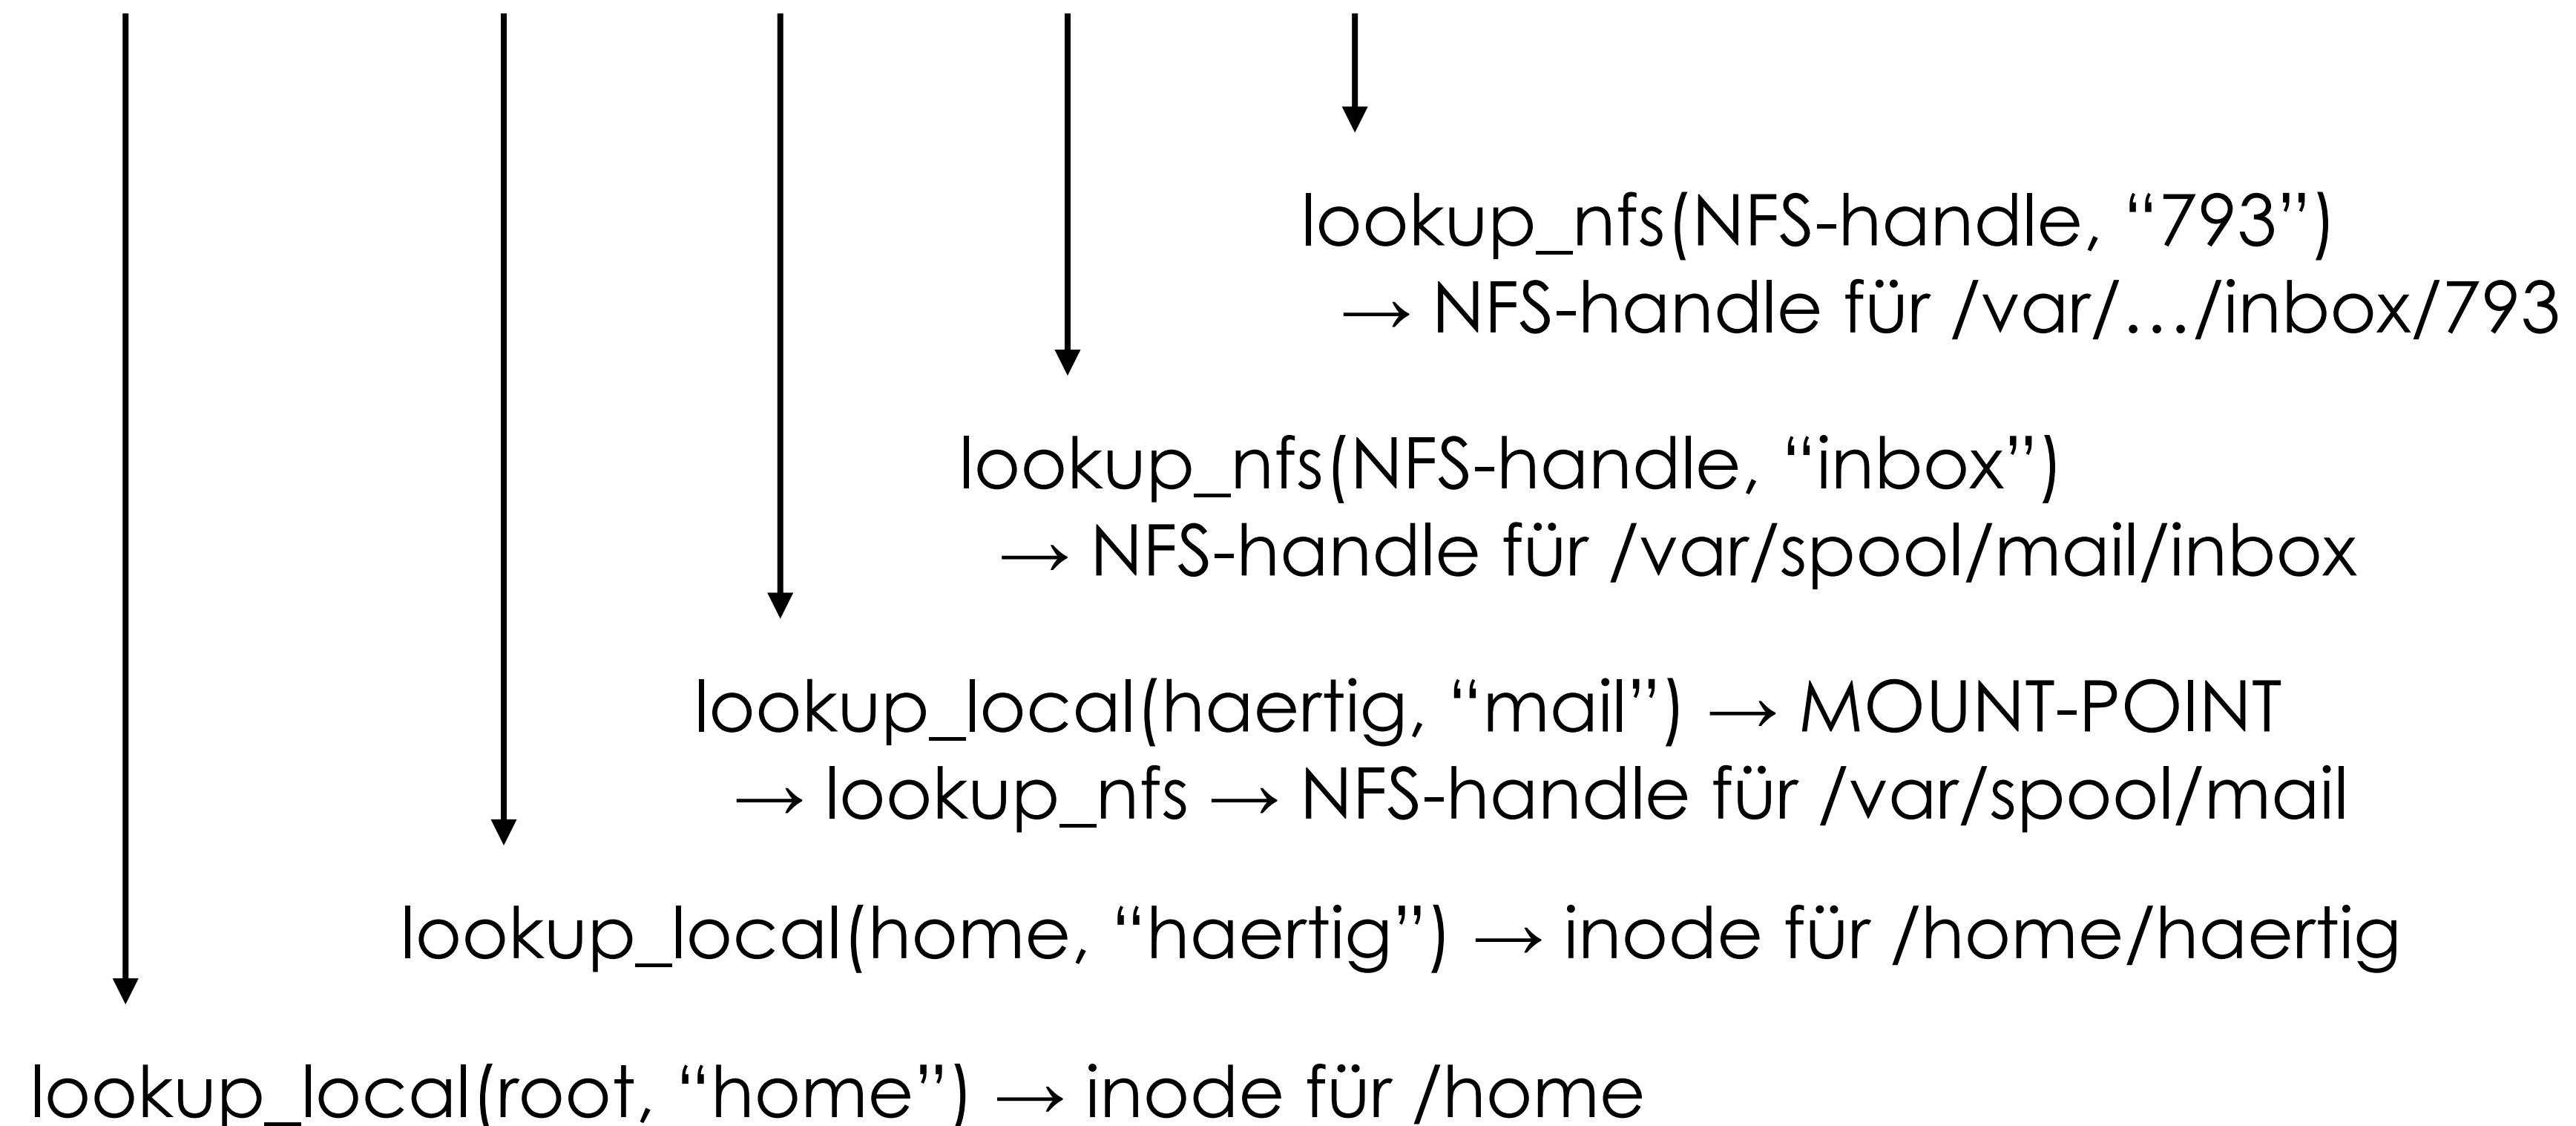 lookup_nfs(NFS-handle, “793”)
→ NFS-handle für /var/…/inbox/793
lookup_nfs(NFS-handle, “inbox”)
→ NFS-handle für /var/spool/mail/inbox
lookup_local(haertig, “mail”) → MOUNT-POINT
→ lookup_nfs → NFS-handle für /var/spool/mail
lookup_local(home, “haertig”) → inode für /home/haertig
lookup_local(root, “home”) → inode für /home